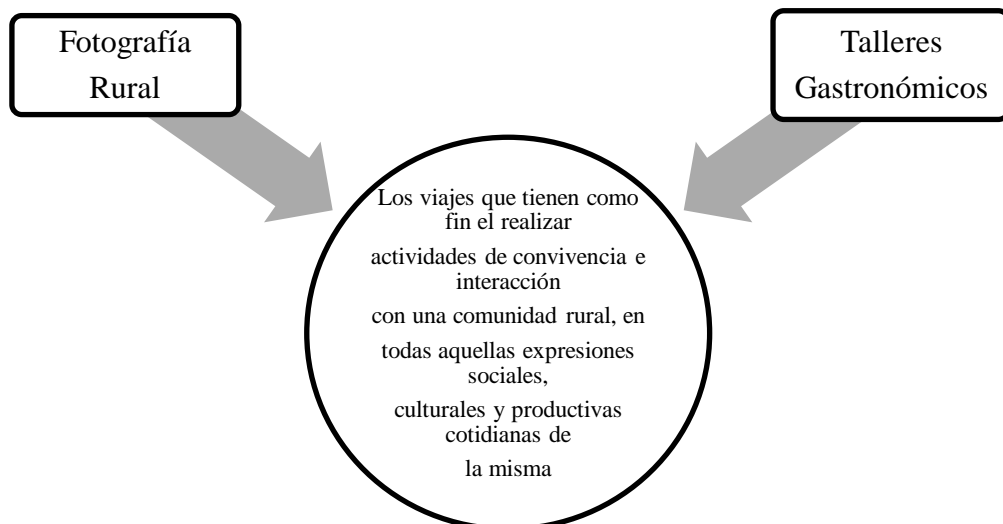 Fotografía
Rural
Talleres
Gastronómicos
Los viajes que tienen como
fin el realizar
actividades de convivencia e
interacción
con una comunidad rural, en
todas aquellas expresiones
sociales,
culturales y productivas
cotidianas de
la misma